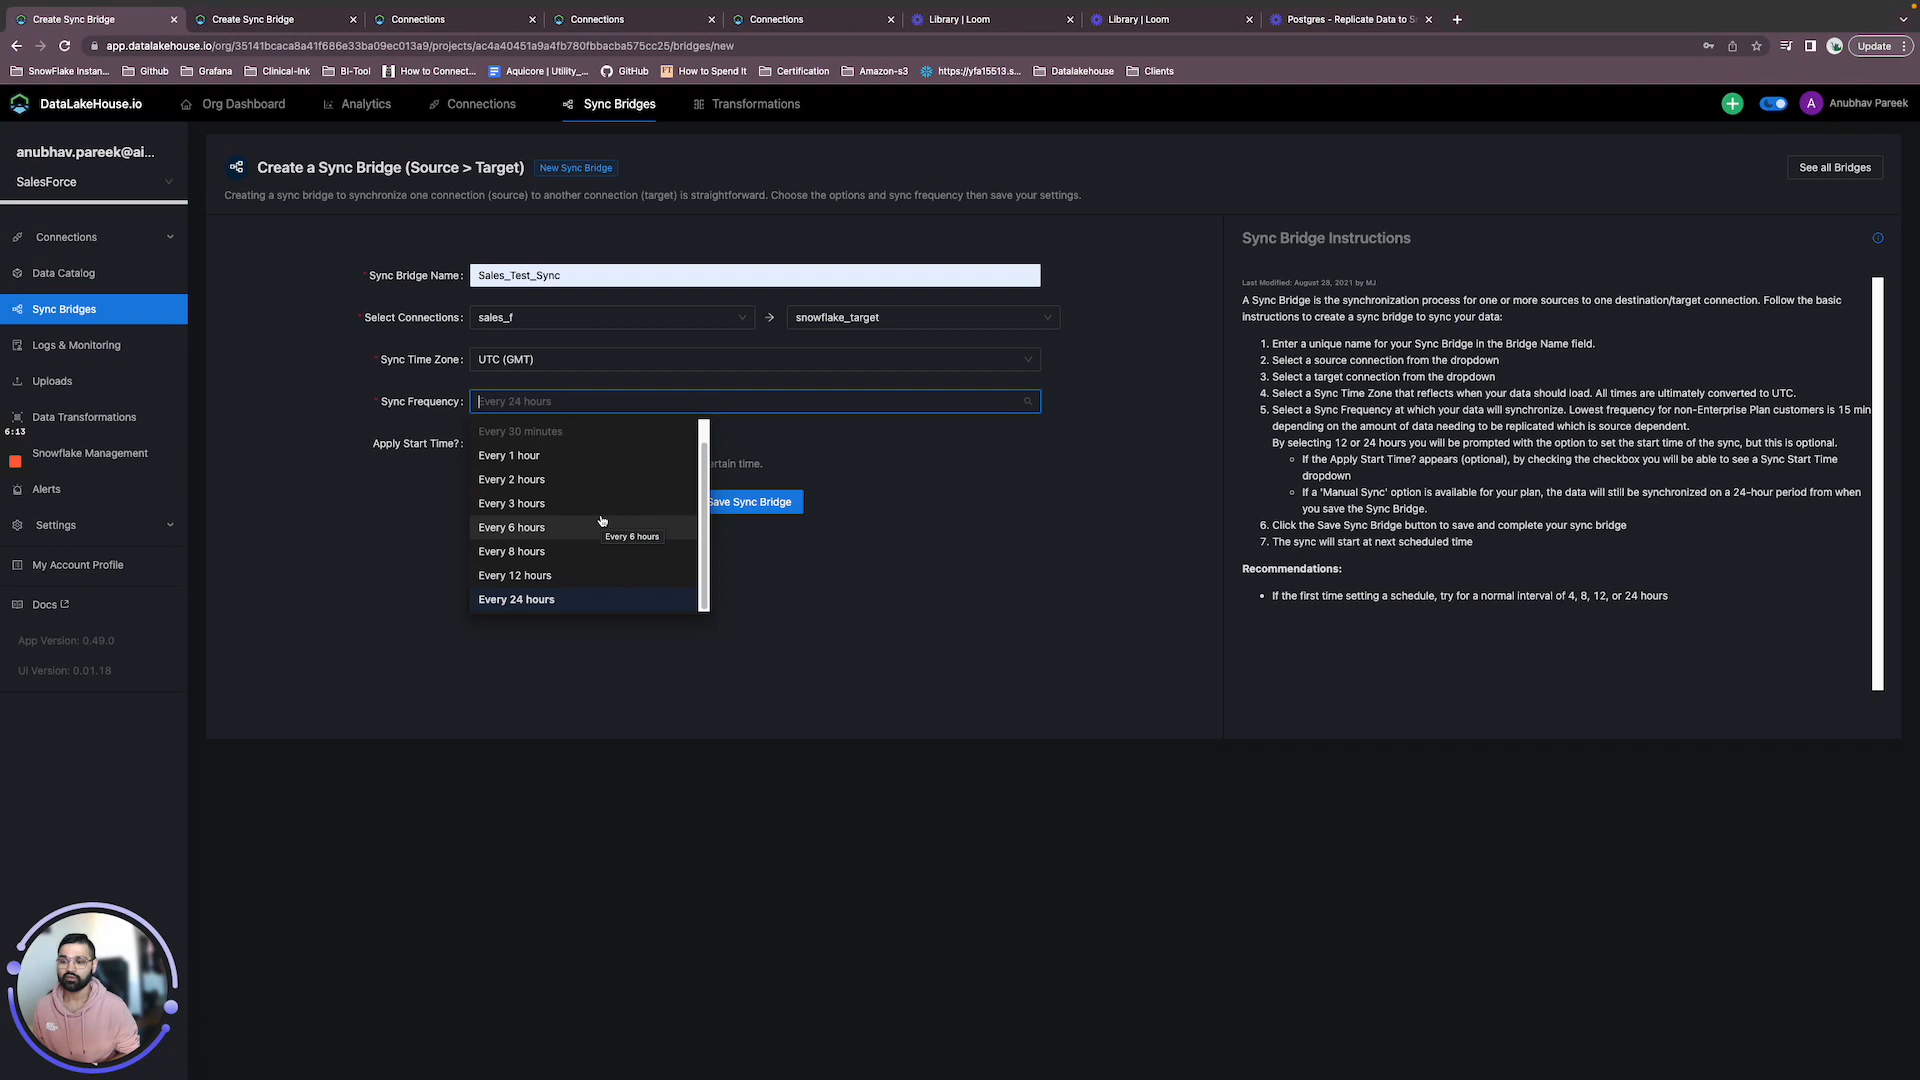 Create Sync Bridge
Create Sync Bridge
Connections
Connections
Connections
Library | Loom
Library | Loom
Postgres - Replicate Data to S
app.datalakehouse.io/org/35141bcaca8a41f686e33ba09ec013a9/projects/ac4a40451a9a4fb780fbbacba575cc25/bridges/new
Update
SnowFlake Instan...
Github
Grafana
Clinical-Ink
BI-Tool
How to Connect...
Aquicore | Utility_...
GitHub
How to Spend It
Certification
Amazon-s3
https://yfa15513.s...
Datalakehouse
Clients
DataLakeHouse.io
Org Dashboard
Analytics
Connections
Sync Bridges
Transformations
A
Anubhav Pareek
anubhav.pareek@ai...
SalesForce
Connections
Data Catalog
Sync Bridges
Logs & Monitoring
Uploads
Data Transformations
6:13
Snowflake Management
Alerts
Settings
My Account Profile
Docs
App Version: 0.49.0
UI Version: 0.01.18
Create a Sync Bridge (Source > Target)
New Sync Bridge
See all Bridges
Creating a sync bridge to synchronize one connection (source) to another connection (target) is straightforward. Choose the options and sync frequency then save your settings.
* Sync Bridge Name: Sales_Test_Sync
* Select Connections: sales_f → snowflake_target
* Sync Time Zone: UTC (GMT)
* Sync Frequency: Every 24 hours
Every 30 minutes
Every 1 hour
Apply Start Time?:
ertain time.
Every 2 hours
Every 3 hours
Save Sync Bridge
Every 6 hours
Every 6 hours
Every 8 hours
Every 12 hours
Every 24 hours
Sync Bridge Instructions
Last Modified: August 28, 2021 by MJ
A Sync Bridge is the synchronization process for one or more sources to one destination/target connection. Follow the basic
instructions to create a sync bridge to sync your data:
1. Enter a unique name for your Sync Bridge in the Bridge Name field.
2. Select a source connection from the dropdown
3. Select a target connection from the dropdown
4. Select a Sync Time Zone that reflects when your data should load. All times are ultimately converted to UTC.
5. Select a Sync Frequency at which your data will synchronize. Lowest frequency for non-Enterprise Plan customers is 15 min
depending on the amount of data needing to be replicated which is source dependent.
By selecting 12 or 24 hours you will be prompted with the option to set the start time of the sync, but this is optional.
If the Apply Start Time? appears (optional), by checking the checkbox you will be able to see a Sync Start Time
dropdown
If a 'Manual Sync' option is available for your plan, the data will still be synchronized on a 24-hour period from when
you save the Sync Bridge.
6. Click the Save Sync Bridge button to save and complete your sync bridge
7. The sync will start at next scheduled time
Recommendations:
• If the first time setting a schedule, try for a normal interval of 4, 8, 12, or 24 hours